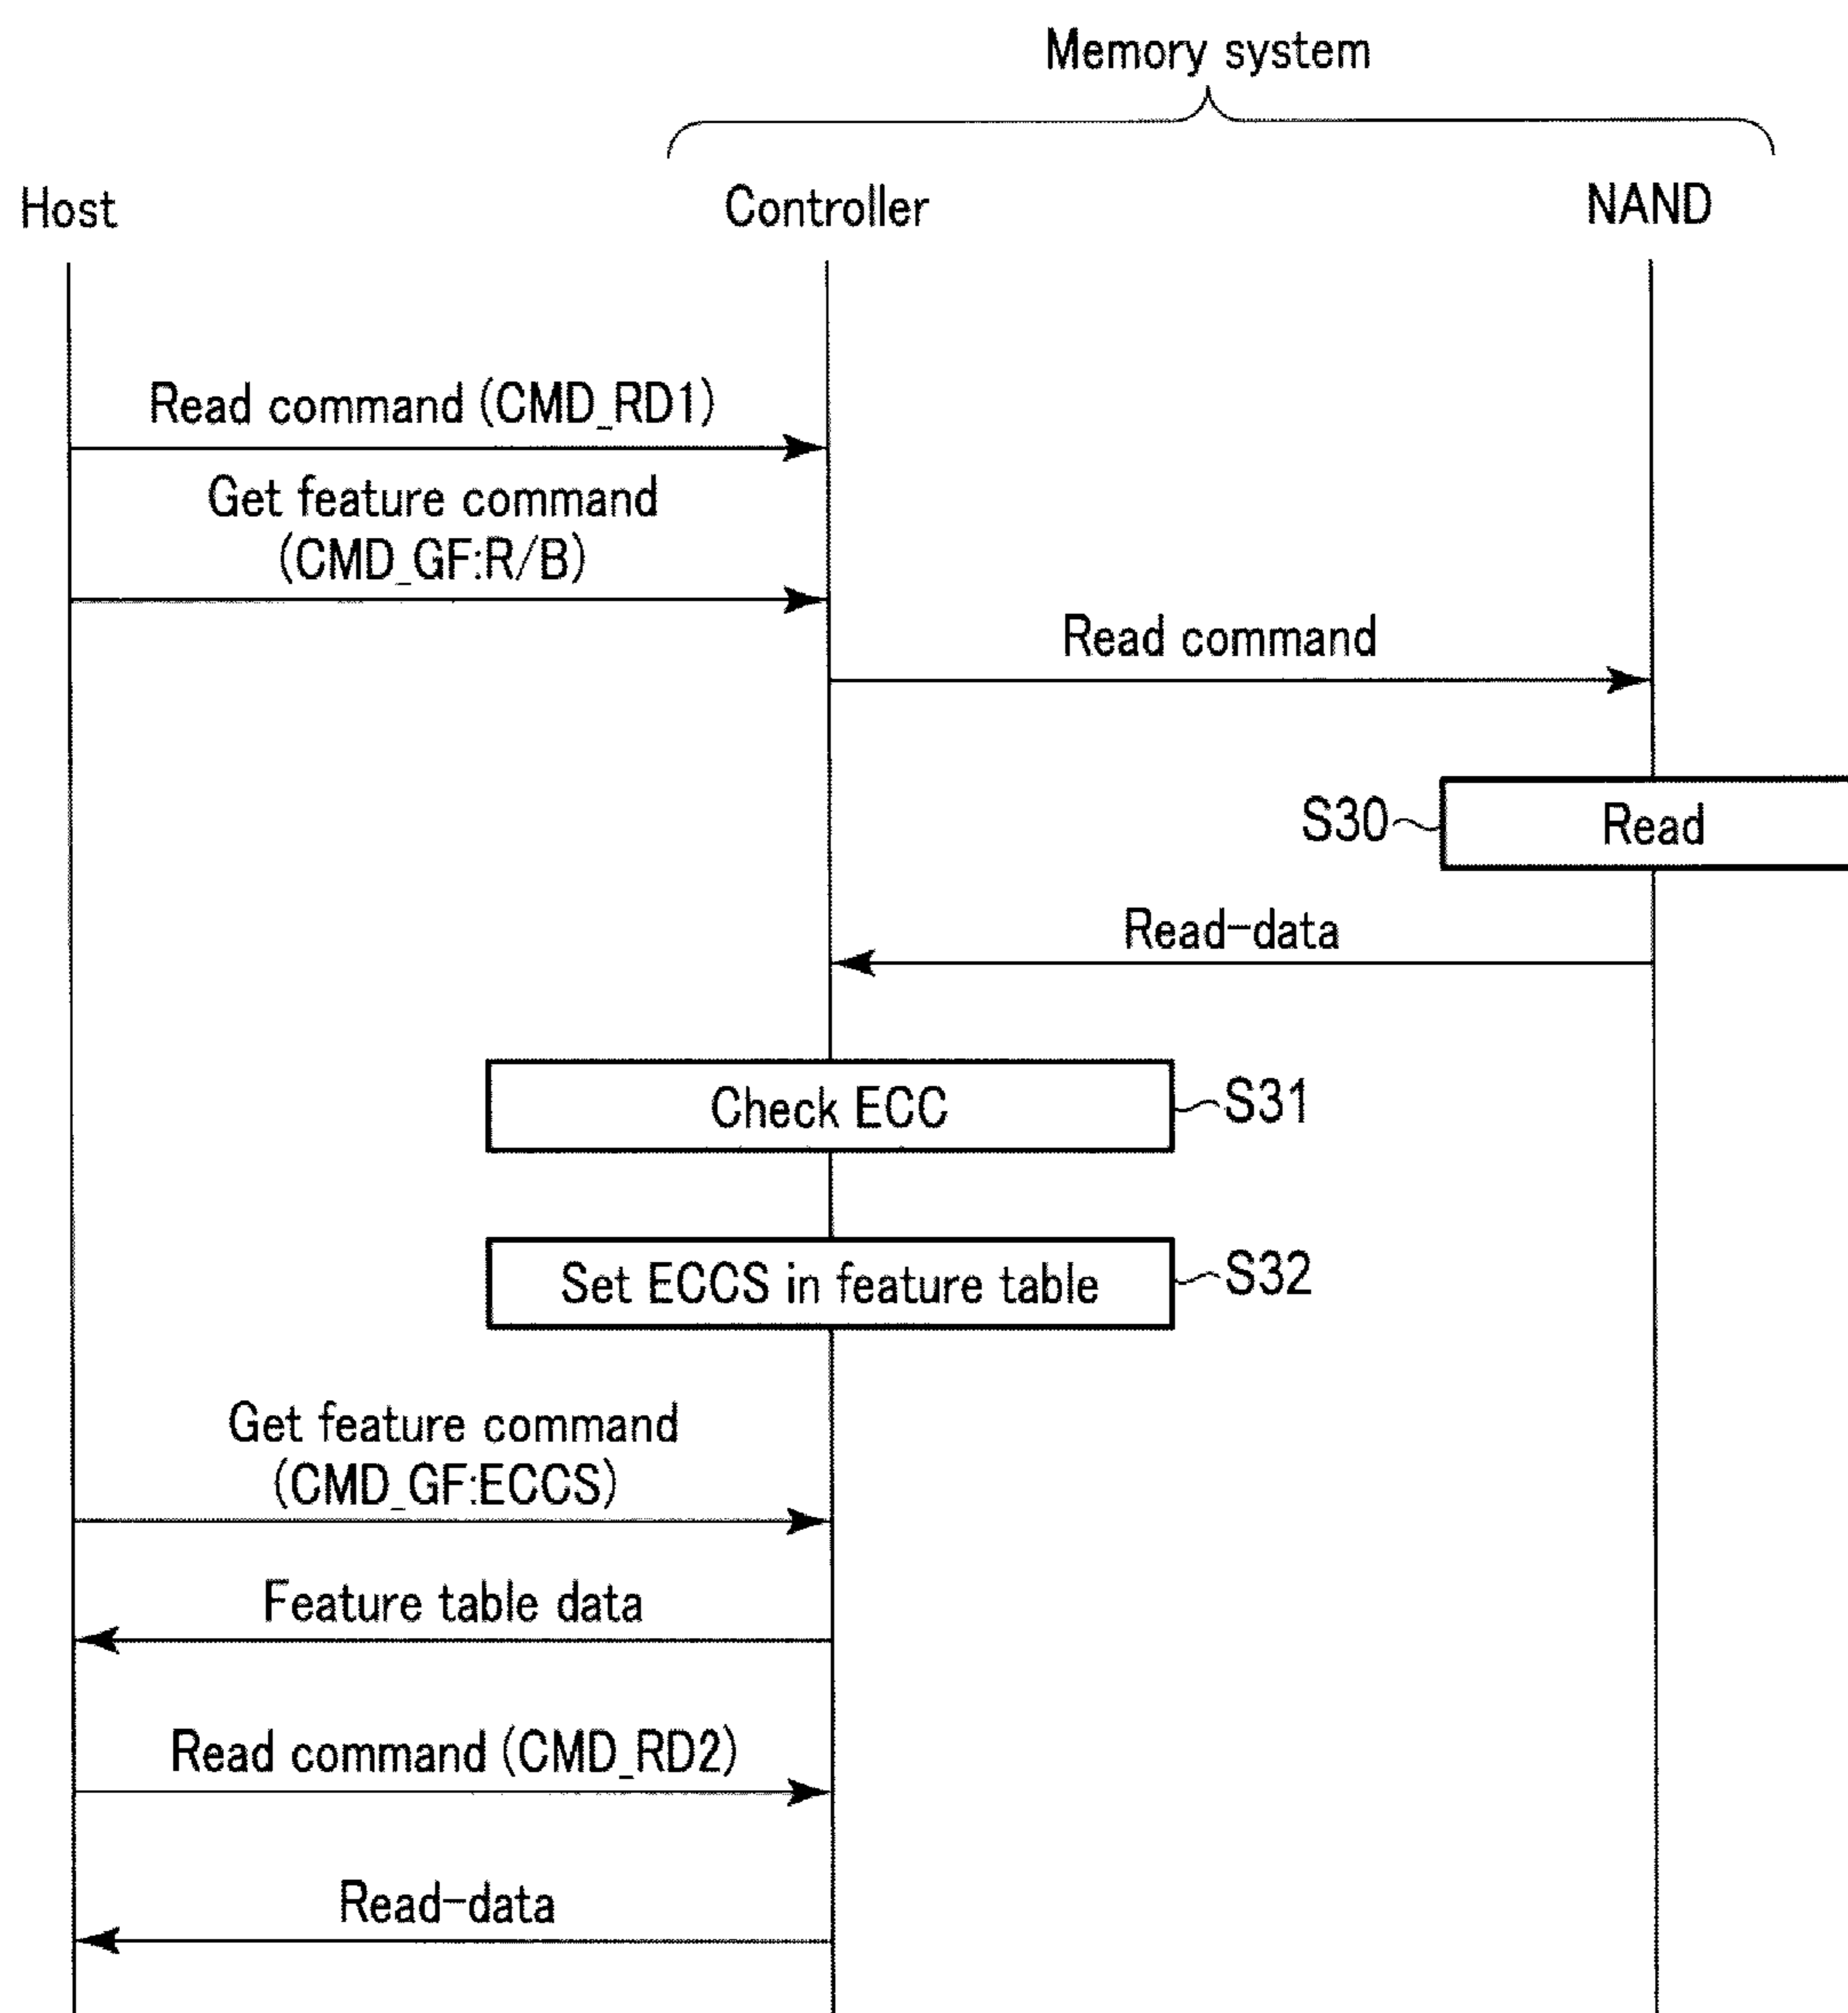 Memory system
Host
Controller
NAND
Read command (CMD_RD1)
Get feature command
(CMD_GF:R/B)
Read command
S30
Read
Read-data
Check ECC
S31
Set ECCS in feature table
S32
Get feature command
(CMD_GF:ECCS)
Feature table data
Read command (CMD_RD2)
Read-data